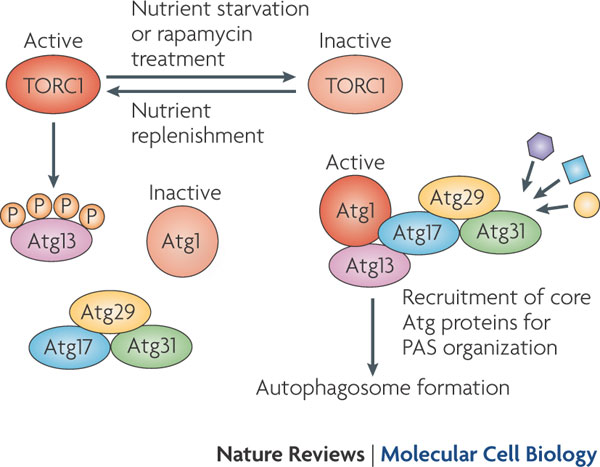 Nutrient starvation
or rapamycin
treatment
Active
TORC1
Inactive
TORC1
Nutrient
replenishment
P P P P
Atg13
Inactive
Atg1
Atg29
Atg17
Atg31
Active
Atg1
Atg29
Atg17
Atg31
Atg13
Recruitment of core
Atg proteins for
PAS organization
Autophagosome formation
Nature Reviews | Molecular Cell Biology